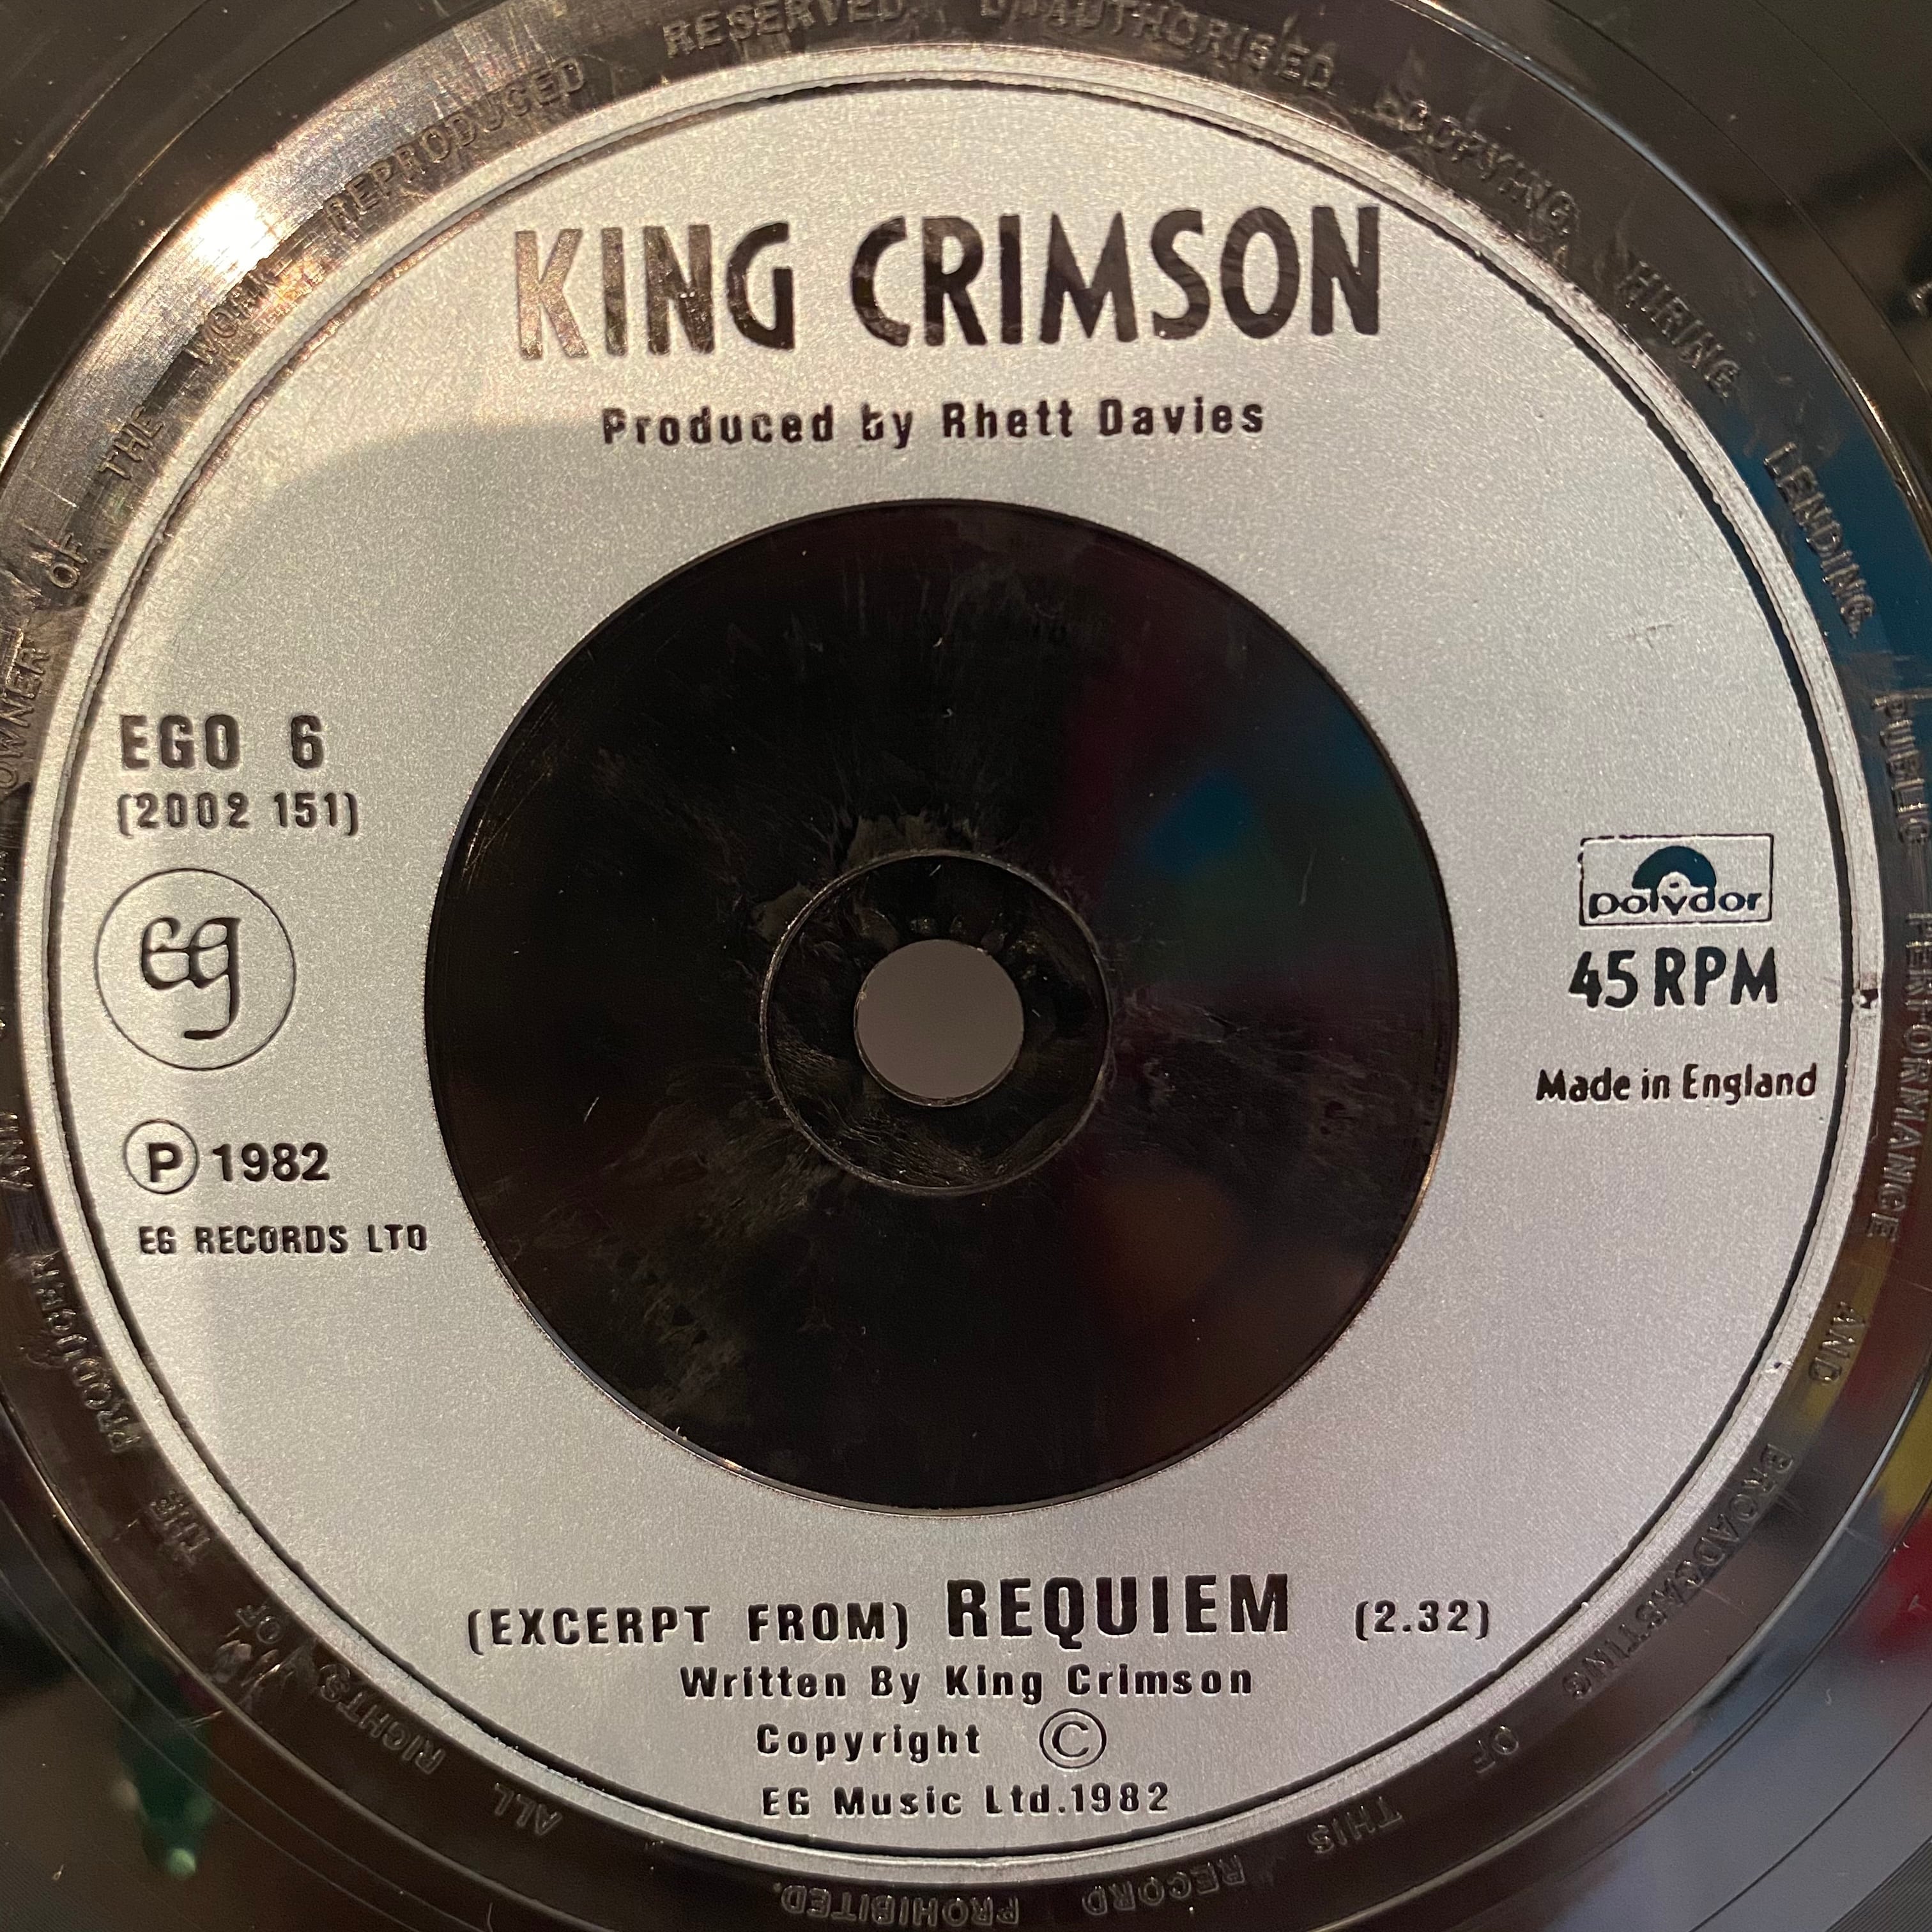 KING CRIMSON
Produced by Rhett Davies
EGO 6
(2002 151)
eg
polydor
45 RPM
Made in England
Ⓟ 1982
EG RECORDS LTD
(EXCERPT FROM) REQUIEM (2.32)
Written By King Crimson
Copyright ©
EG Music Ltd.1982
ALL RIGHTS OF THE PRODUCER AND OF THE OWNER OF THE WORK REPRODUCED RESERVED UNAUTHORISED COPYING, HIRING LENDING PUBLIC PERFORMANCE AND BROADCASTING OF THIS RECORD PROHIBITED.